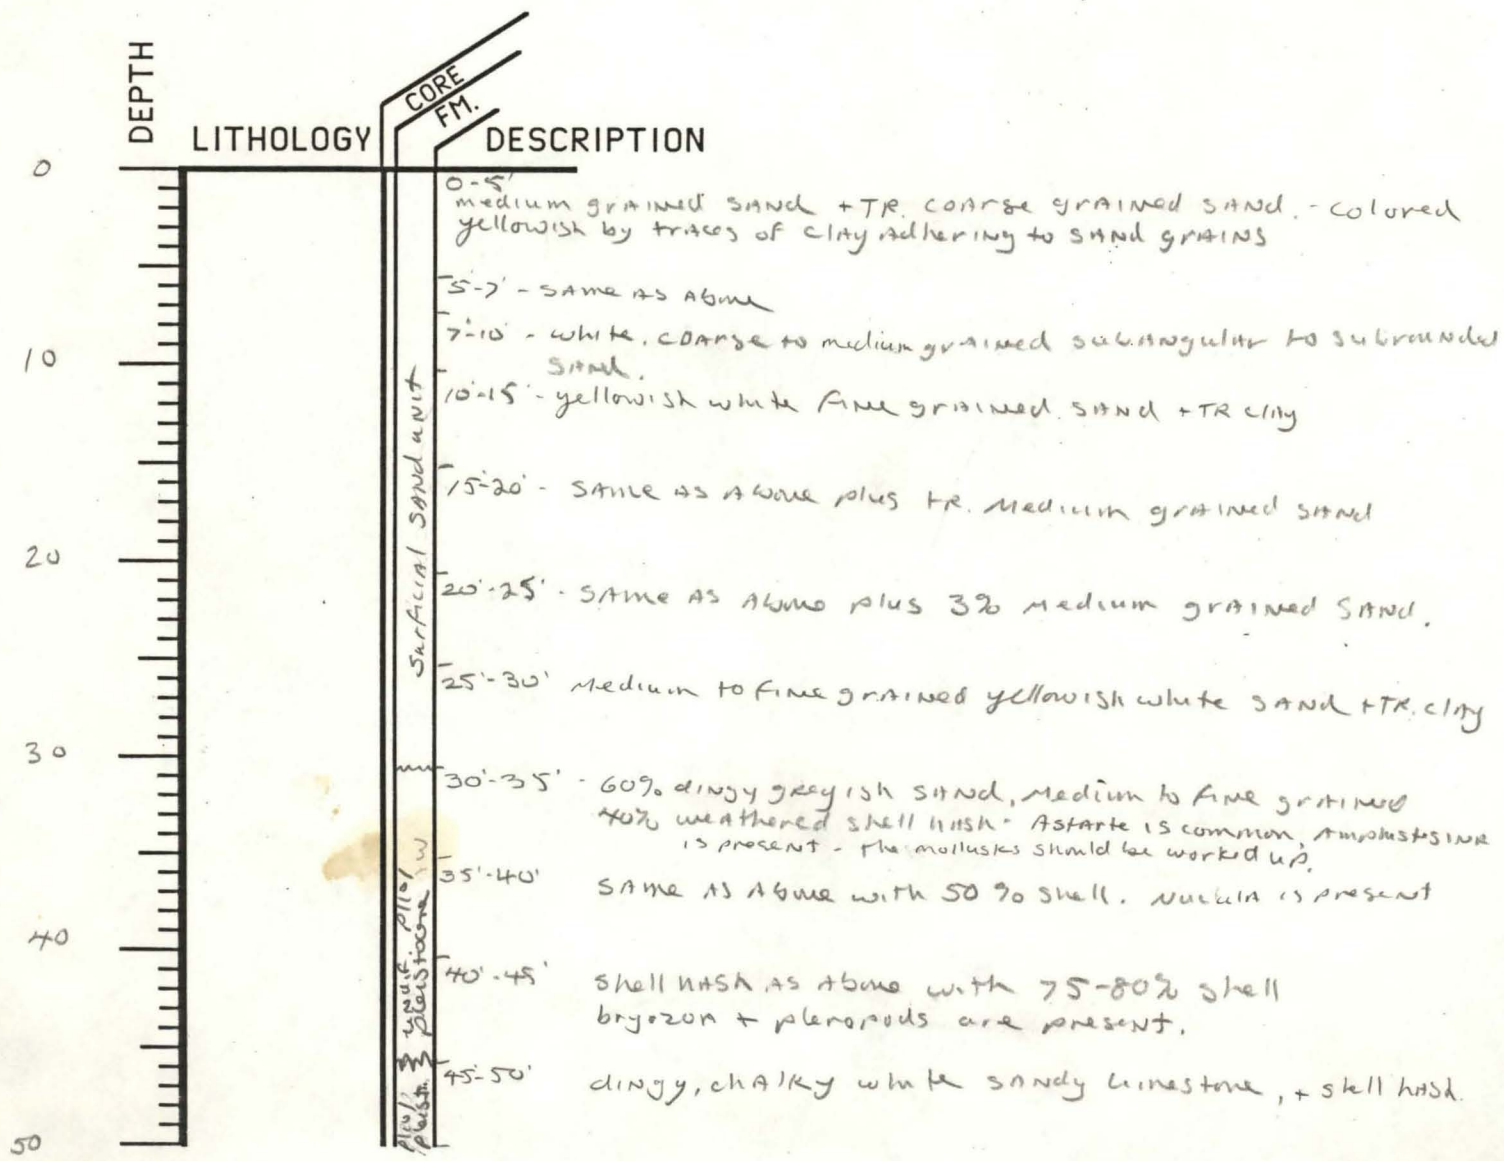 DEPTH
LITHOLOGY
CORE
FM.
DESCRIPTION
0
0-5'
medium grained sand + TR. coarse grained sand. - colored
yellowish by traces of clay adhering to sand grains
5'-7' - same as above
7'-10' - white, coarse to medium grained subangular to subrounded
sand.
10
10'-15' - yellowish white fine grained sand + TR clay
15'-20' - same as above plus tr. medium grained sand
20
20'-25' - same as above plus 3% medium grained sand.
25'-30' medium to fine grained yellowish white sand + TR. clay
Surficial sand unit
30
30'-35' - 60% dingy greyish sand, medium to fine grained
40% weathered shell hash - Astarte is common,
is present - the mollusks should be worked up.
35'-40' same as above with 50% shell. Nucula is present
40
40'-45' shell hash as above with 75-80% shell
bryozoa + pteropods are present.
45-50' dingy, chalky white sandy limestone, + shell hash.
50
Pleistocene